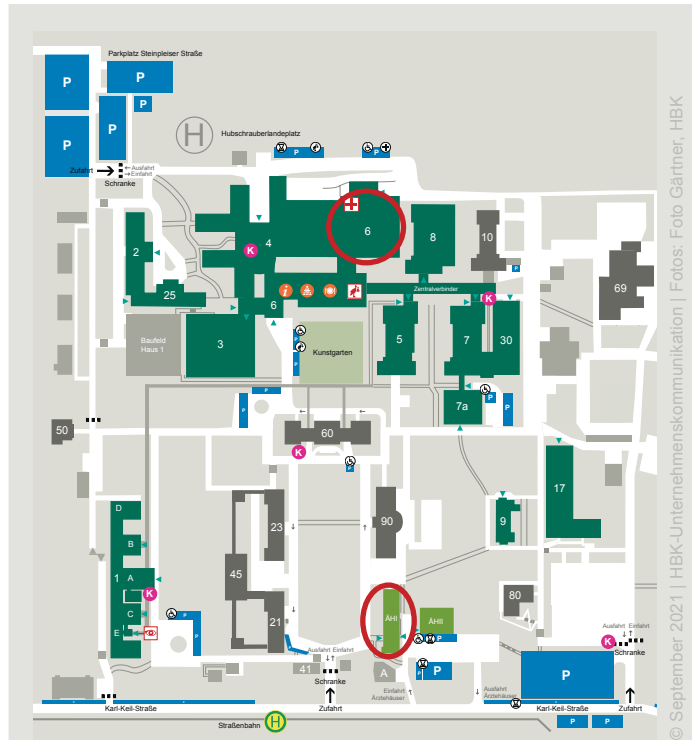 Parkplatz Steinpleiser Straße
P
P
P
P
P
H
Hubschrauberlandeplatz
P
P
Zufahrt
←Ausfahrt
→Einfahrt
Schranke
2
K
4
6
8
10
69
25
i
6
Zentralverbinder
K
Baufeld
Haus 1
3
P
Kunstgarten
5
7
30
P
P
P
P
7a
P
P
P
50
60
K
P
D
B
1
A
K
C
E
23
45
21
90
17
9
80
P
P
P
ÄHI
ÄHII
P
P
K
Ausfahrt Einfahrt
Schranke
41
Ausfahrt Einfahrt
Schranke
A
P
Einfahrt
Ärztehäuser
Ausfahrt
Ärztehäuser
P
Karl-Keil-Straße
Zufahrt
Karl-Keil-Straße
Zufahrt
Straßenbahn
H
P
P
© September 2021 | HBK-Unternehmenskommunikation | Fotos: Foto Gärtner, HBK